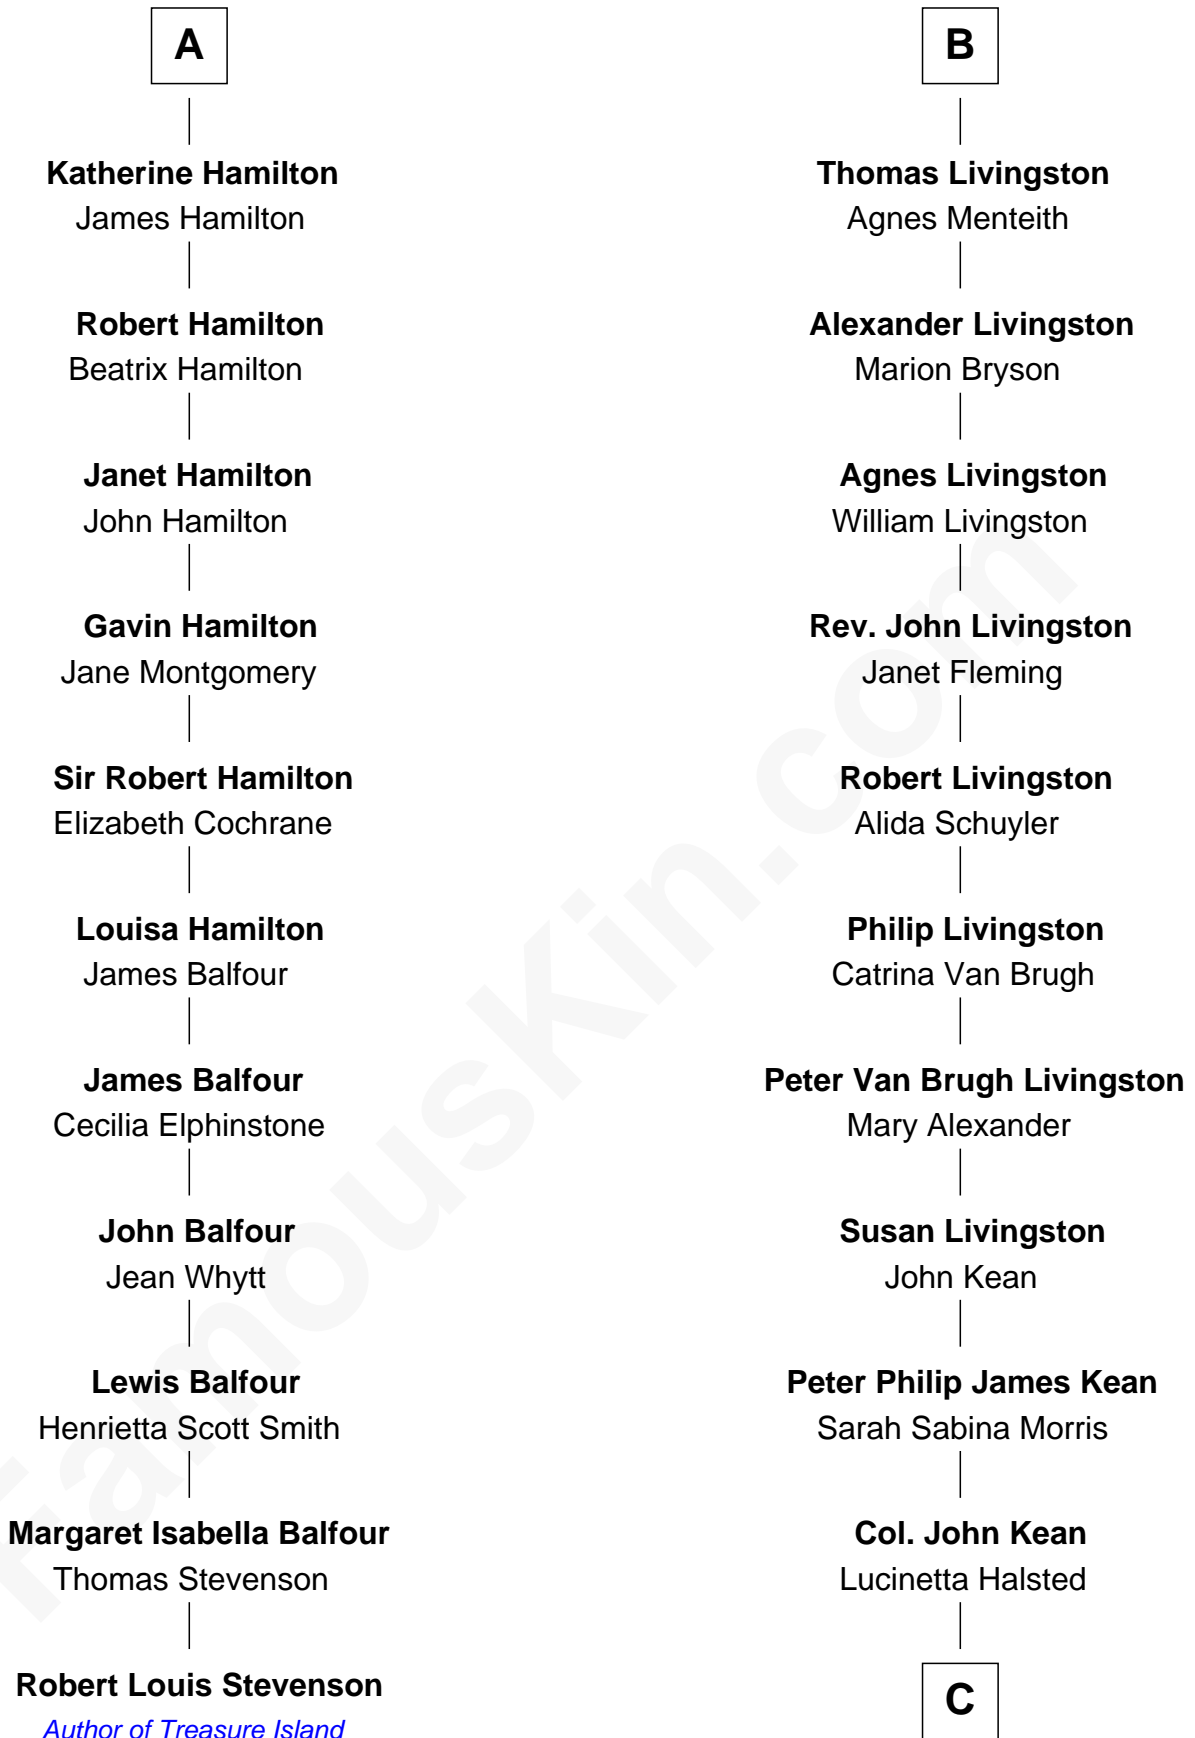 A
Katherine Hamilton
James Hamilton
Robert Hamilton
Beatrix Hamilton
Janet Hamilton
John Hamilton
Gavin Hamilton
Jane Montgomery
Sir Robert Hamilton
Elizabeth Cochrane
Louisa Hamilton
James Balfour
James Balfour
Cecilia Elphinstone
John Balfour
Jean Whytt
Lewis Balfour
Henrietta Scott Smith
Margaret Isabella Balfour
Thomas Stevenson
Robert Louis Stevenson
Author of Treasure Island
B
Thomas Livingston
Agnes Menteith
Alexander Livingston
Marion Bryson
Agnes Livingston
William Livingston
Rev. John Livingston
Janet Fleming
Robert Livingston
Alida Schuyler
Philip Livingston
Catrina Van Brugh
Peter Van Brugh Livingston
Mary Alexander
Susan Livingston
John Kean
Peter Philip James Kean
Sarah Sabina Morris
Col. John Kean
Lucinetta Halsted
C
FamousKin.com